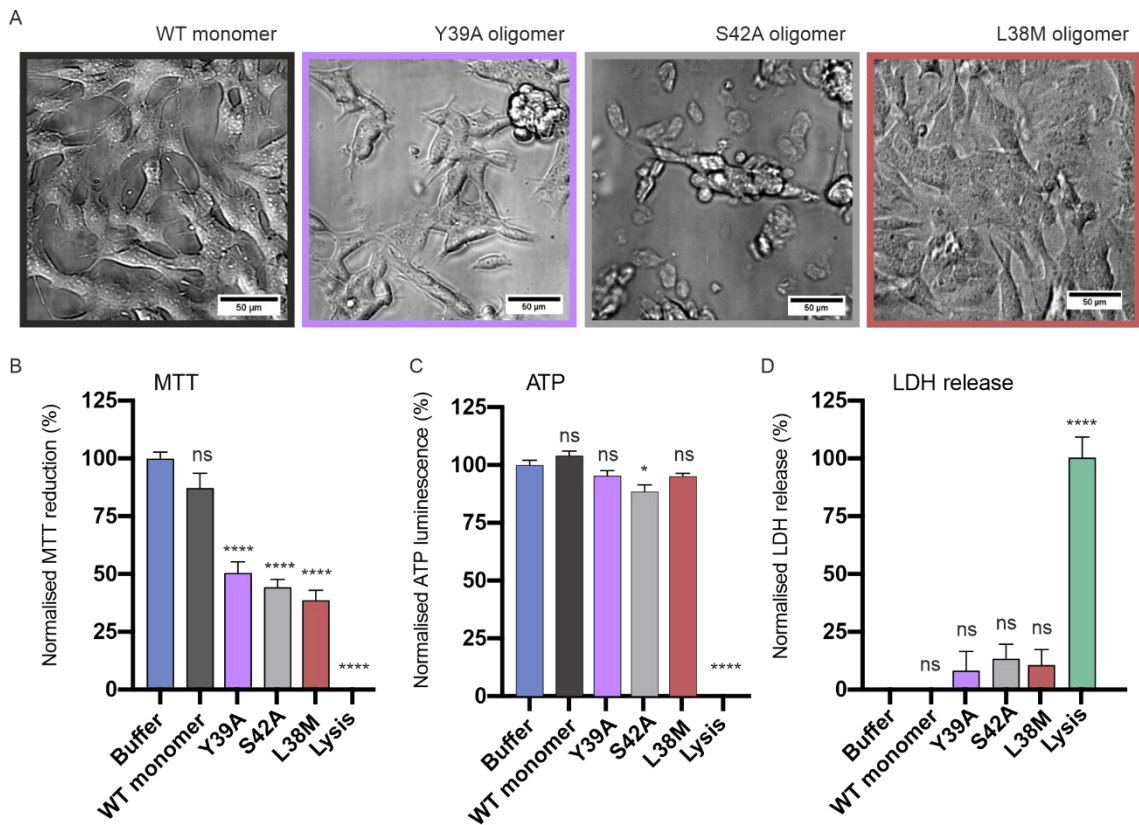 A
WT monomer
Y39A oligomer
S42A oligomer
L38M oligomer
50 µm
50 µm
50 µm
50 µm
B
MTT
Normalised MTT reduction (%)
125
100
75
50
25
0
ns
****
****
****
****
Buffer
WT monomer
Y39A
S42A
L38M
Lysis
C
ATP
Normalised ATP luminescence (%)
125
100
75
50
25
0
ns
ns
*
ns
****
Buffer
WT monomer
Y39A
S42A
L38M
Lysis
D
LDH release
Normalised LDH release (%)
125
100
75
50
25
0
ns
ns
ns
ns
****
Buffer
WT monomer
Y39A
S42A
L38M
Lysis